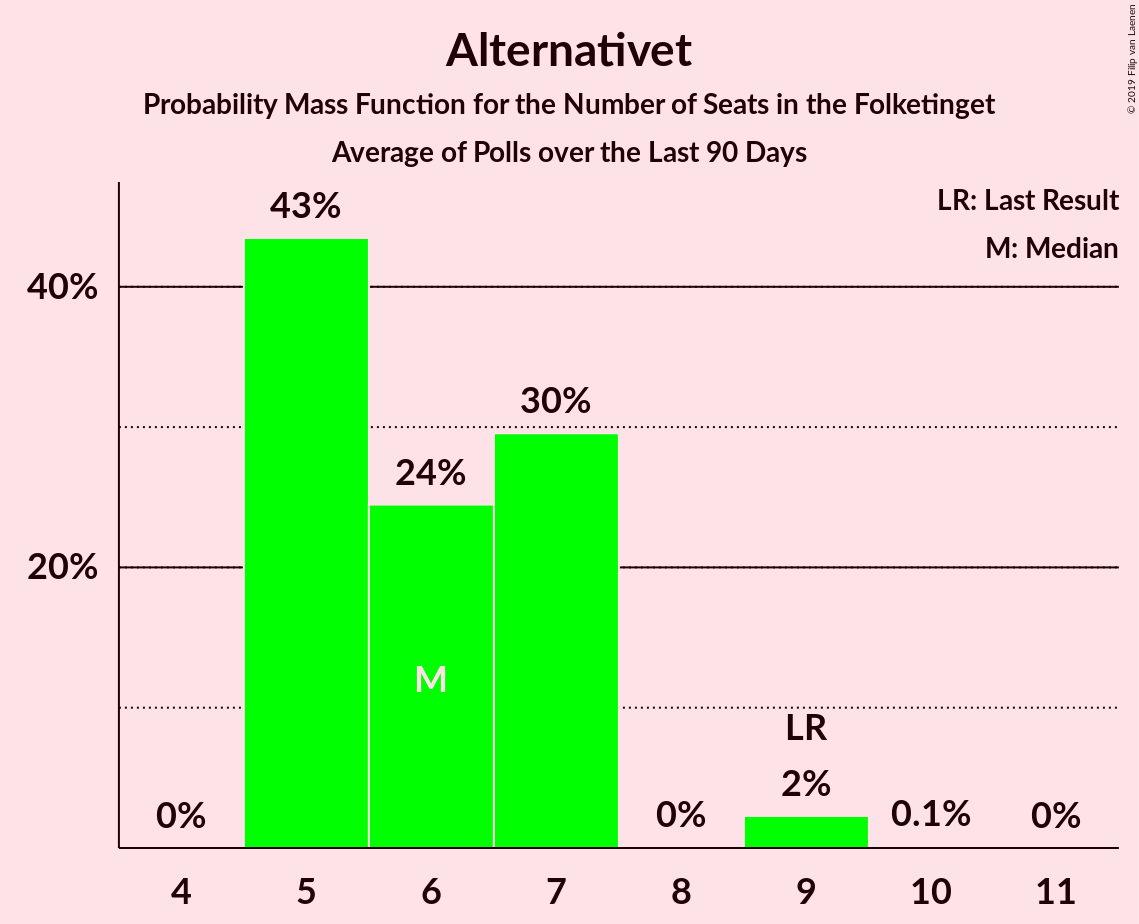 Alternativet
Probability Mass Function for the Number of Seats in the Folketinget
Average of Polls over the Last 90 Days
© 2019 Filip van Laenen
LR: Last Result
M: Median
43%
40%
30%
24%
20%
M
LR
2%
0%
0%
0.1%
0%
4 5 6 7 8 9 10 11